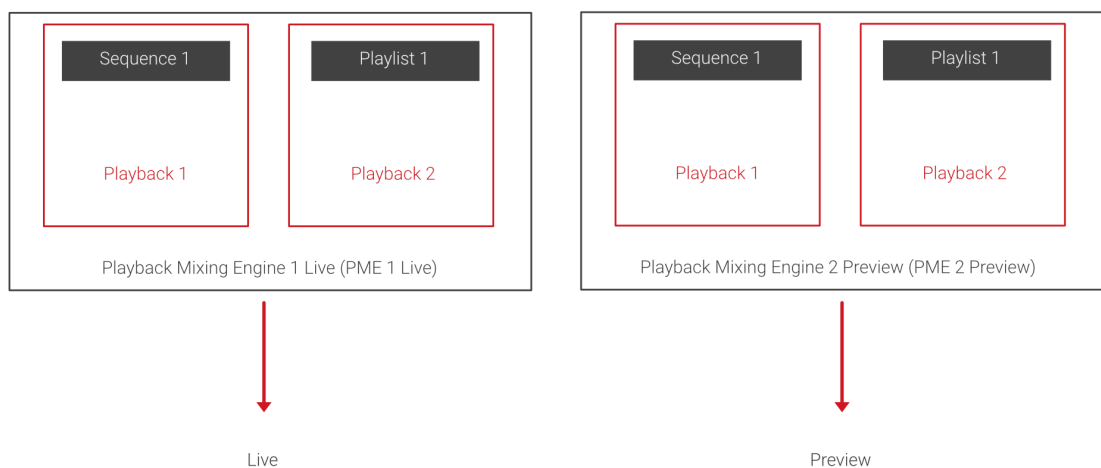 Sequence 1
Playlist 1
Playback 1
Playback 2
Playback Mixing Engine 1 Live (PME 1 Live)
Live
Sequence 1
Playlist 1
Playback 1
Playback 2
Playback Mixing Engine 2 Preview (PME 2 Preview)
Preview